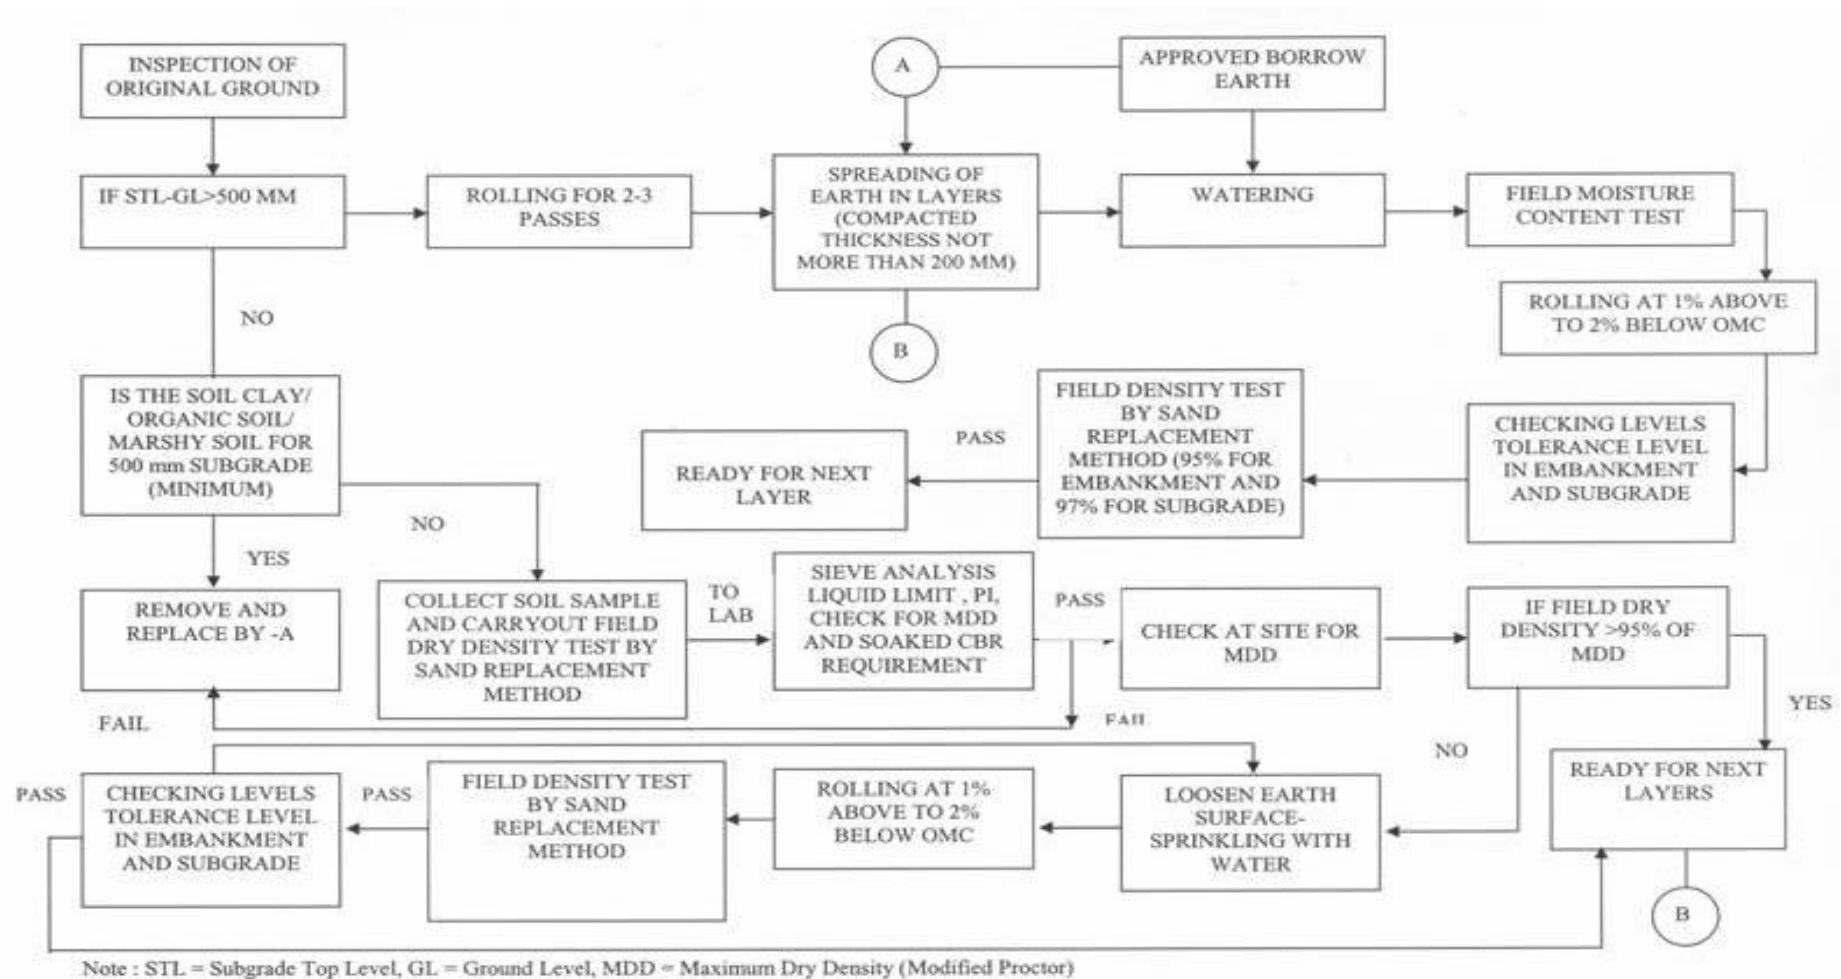 INSPECTION OF
ORIGINAL GROUND
A
APPROVED BORROW
EARTH
IF STL-GL>500 MM
ROLLING FOR 2-3
PASSES
SPREADING OF
EARTH IN LAYERS
(COMPACTED
THICKNESS NOT
MORE THAN 200 MM)
WATERING
FIELD MOISTURE
CONTENT TEST
NO
B
ROLLING AT 1% ABOVE
TO 2% BELOW OMC
IS THE SOIL CLAY/
ORGANIC SOIL/
MARSHY SOIL FOR
500 mm SUBGRADE
(MINIMUM)
READY FOR NEXT
LAYER
PASS
FIELD DENSITY TEST
BY SAND
REPLACEMENT
METHOD (95% FOR
EMBANKMENT AND
97% FOR SUBGRADE)
CHECKING LEVELS
TOLERANCE LEVEL
IN EMBANKMENT
AND SUBGRADE
NO
YES
REMOVE AND
REPLACE BY -A
COLLECT SOIL SAMPLE
AND CARRYOUT FIELD
DRY DENSITY TEST BY
SAND REPLACEMENT
METHOD
TO
LAB
SIEVE ANALYSIS
LIQUID LIMIT , PI,
CHECK FOR MDD
AND SOAKED CBR
REQUIREMENT
PASS
CHECK AT SITE FOR
MDD
IF FIELD DRY
DENSITY >95% OF
MDD
FAIL
FAIL
NO
YES
PASS
CHECKING LEVELS
TOLERANCE LEVEL
IN EMBANKMENT
AND SUBGRADE
PASS
FIELD DENSITY TEST
BY SAND
REPLACEMENT
METHOD
ROLLING AT 1%
ABOVE TO 2%
BELOW OMC
LOOSEN EARTH
SURFACE-
SPRINKLING WITH
WATER
READY FOR NEXT
LAYERS
B
Note : STL = Subgrade Top Level, GL = Ground Level, MDD = Maximum Dry Density (Modified Proctor)